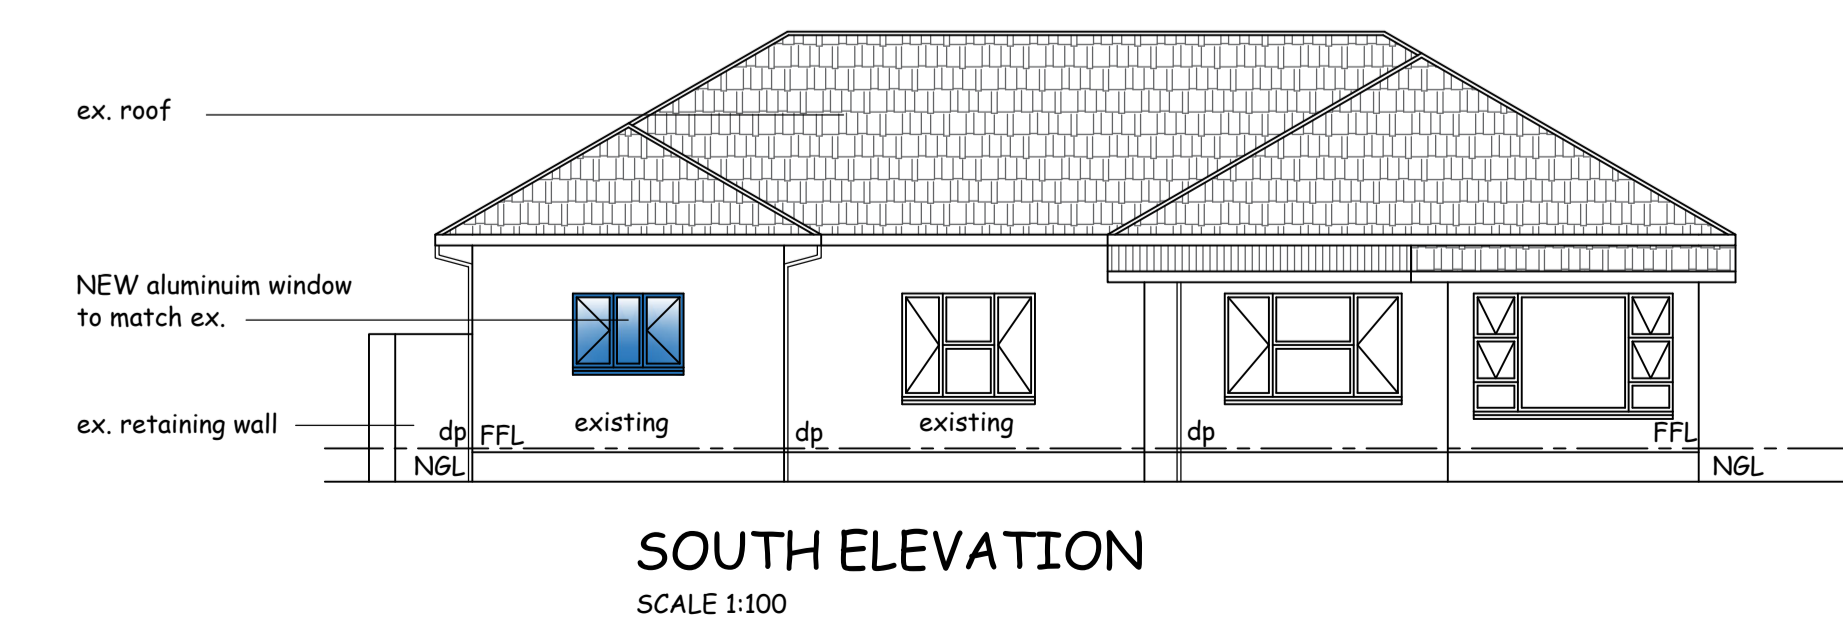 ex. roof
NEW aluminuim window
to match ex.
ex. retaining wall
existing
existing
dp
FFL
dp
dp
FFL
NGL
NGL
SOUTH ELEVATION
SCALE 1:100